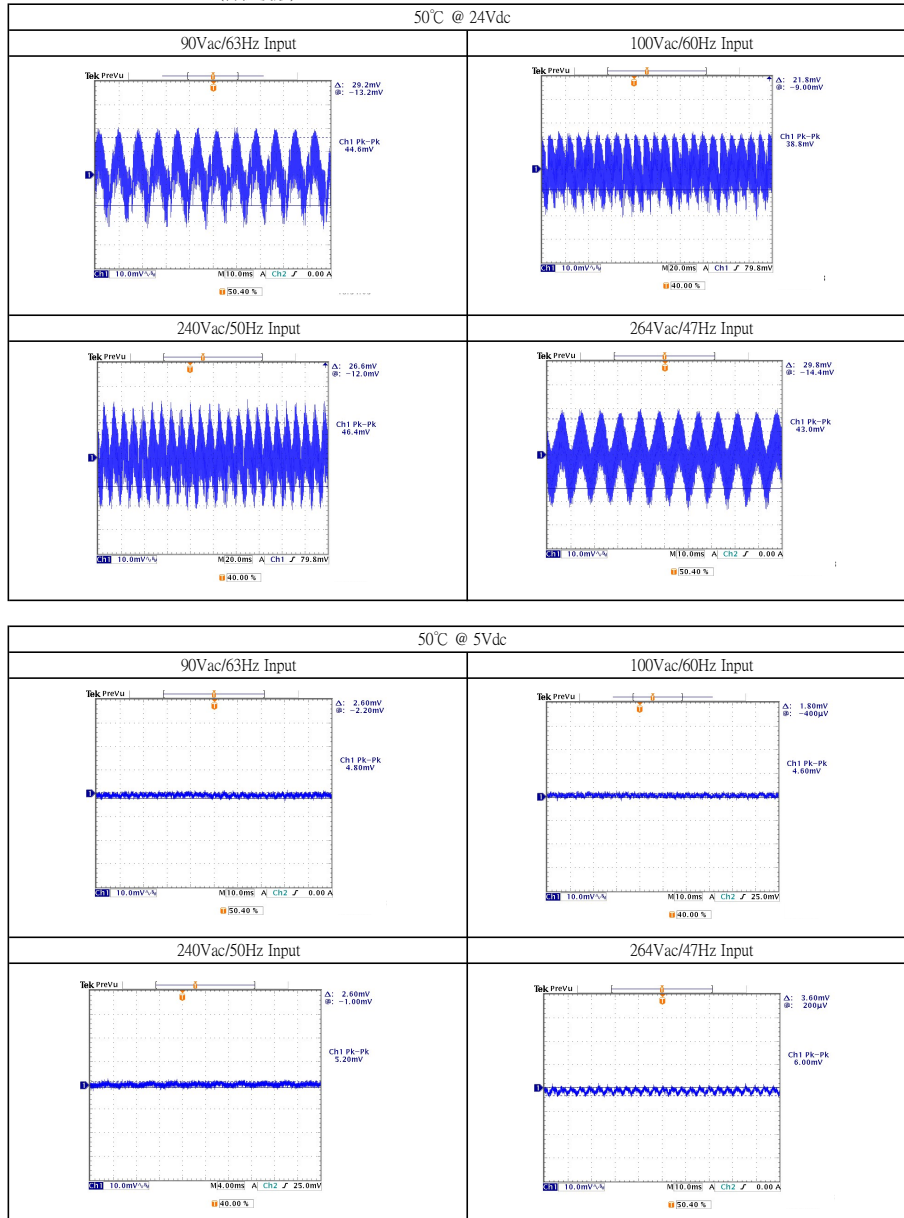 50℃ @ 24Vdc
90Vac/63Hz Input
100Vac/60Hz Input
Tek PreVu
T
Δ: 29.2mV
@: -13.2mV
Ch1 Pk-Pk
44.6mV
1
Ch1 10.0mV M 10.0ms A Ch2 0.00 A
T 50.40 %
Tek PreVu
T
Δ: 21.8mV
@: -9.00mV
Ch1 Pk-Pk
38.8mV
1
Ch1 10.0mV M 20.0ms A Ch1 79.8mV
T 40.00 %
240Vac/50Hz Input
264Vac/47Hz Input
Tek PreVu
T
Δ: 26.6mV
@: -12.0mV
Ch1 Pk-Pk
46.4mV
1
Ch1 10.0mV M 20.0ms A Ch1 79.8mV
T 40.00 %
Tek PreVu
T
Δ: 29.8mV
@: -14.4mV
Ch1 Pk-Pk
43.0mV
1
Ch1 10.0mV M 10.0ms A Ch2 0.00 A
T 50.40 %
50℃ @ 5Vdc
90Vac/63Hz Input
100Vac/60Hz Input
Tek PreVu
T
Δ: 2.60mV
@: -2.20mV
Ch1 Pk-Pk
4.80mV
1
Ch1 10.0mV M 10.0ms A Ch2 0.00 A
T 50.40 %
Tek PreVu
T
Δ: 1.80mV
@: -400µV
Ch1 Pk-Pk
4.60mV
1
Ch1 10.0mV M 10.0ms A Ch2 25.0mV
T 40.00 %
240Vac/50Hz Input
264Vac/47Hz Input
Tek PreVu
T
Δ: 2.60mV
@: -1.00mV
Ch1 Pk-Pk
5.20mV
1
Ch1 10.0mV M 4.00ms A Ch2 25.0mV
T 40.00 %
Tek PreVu
T
Δ: 3.60mV
@: 200µV
Ch1 Pk-Pk
6.00mV
1
Ch1 10.0mV M 10.0ms A Ch2 0.00 A
T 50.40 %